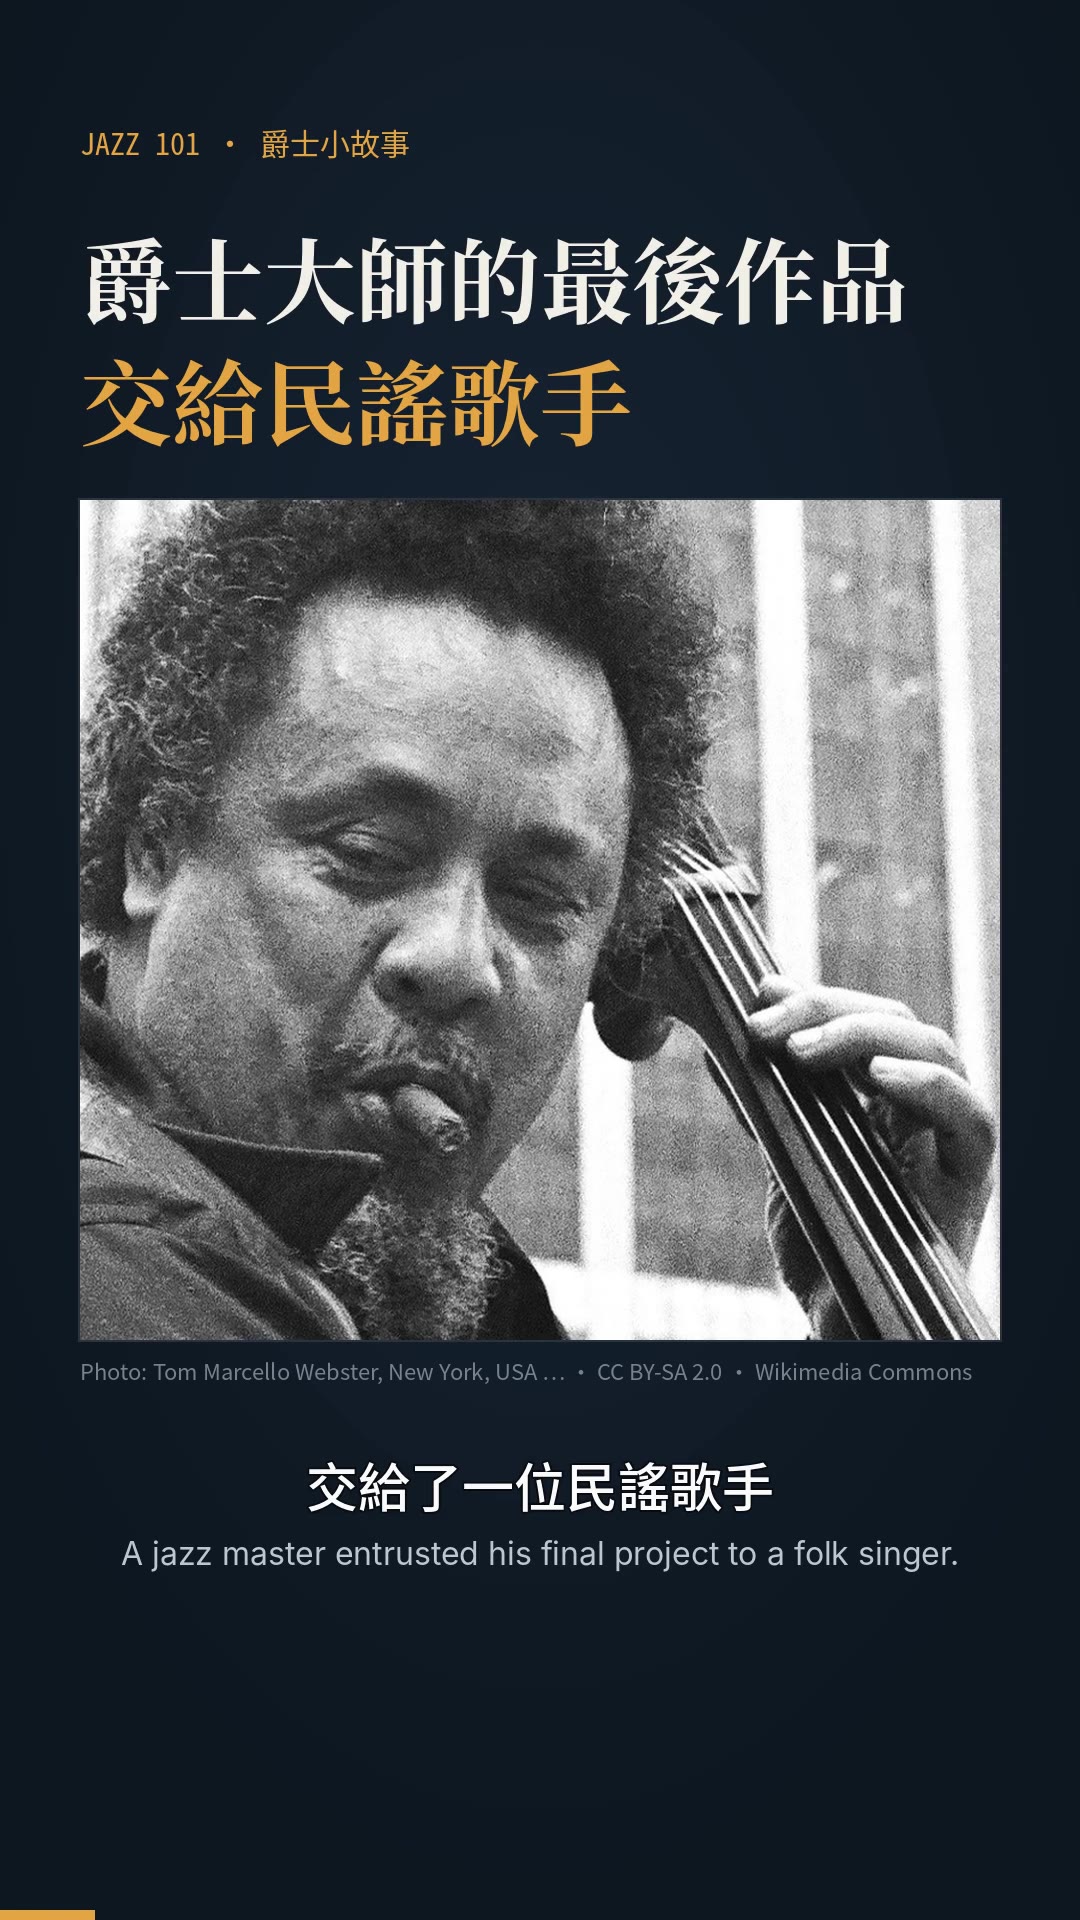 JAZZ 101 • 爵士小故事
爵士大師的最後作品
交給民謠歌手
Photo: Tom Marcello Webster, New York, USA … • CC BY-SA 2.0 • Wikimedia Commons
交給了一位民謠歌手
A jazz master entrusted his final project to a folk singer.